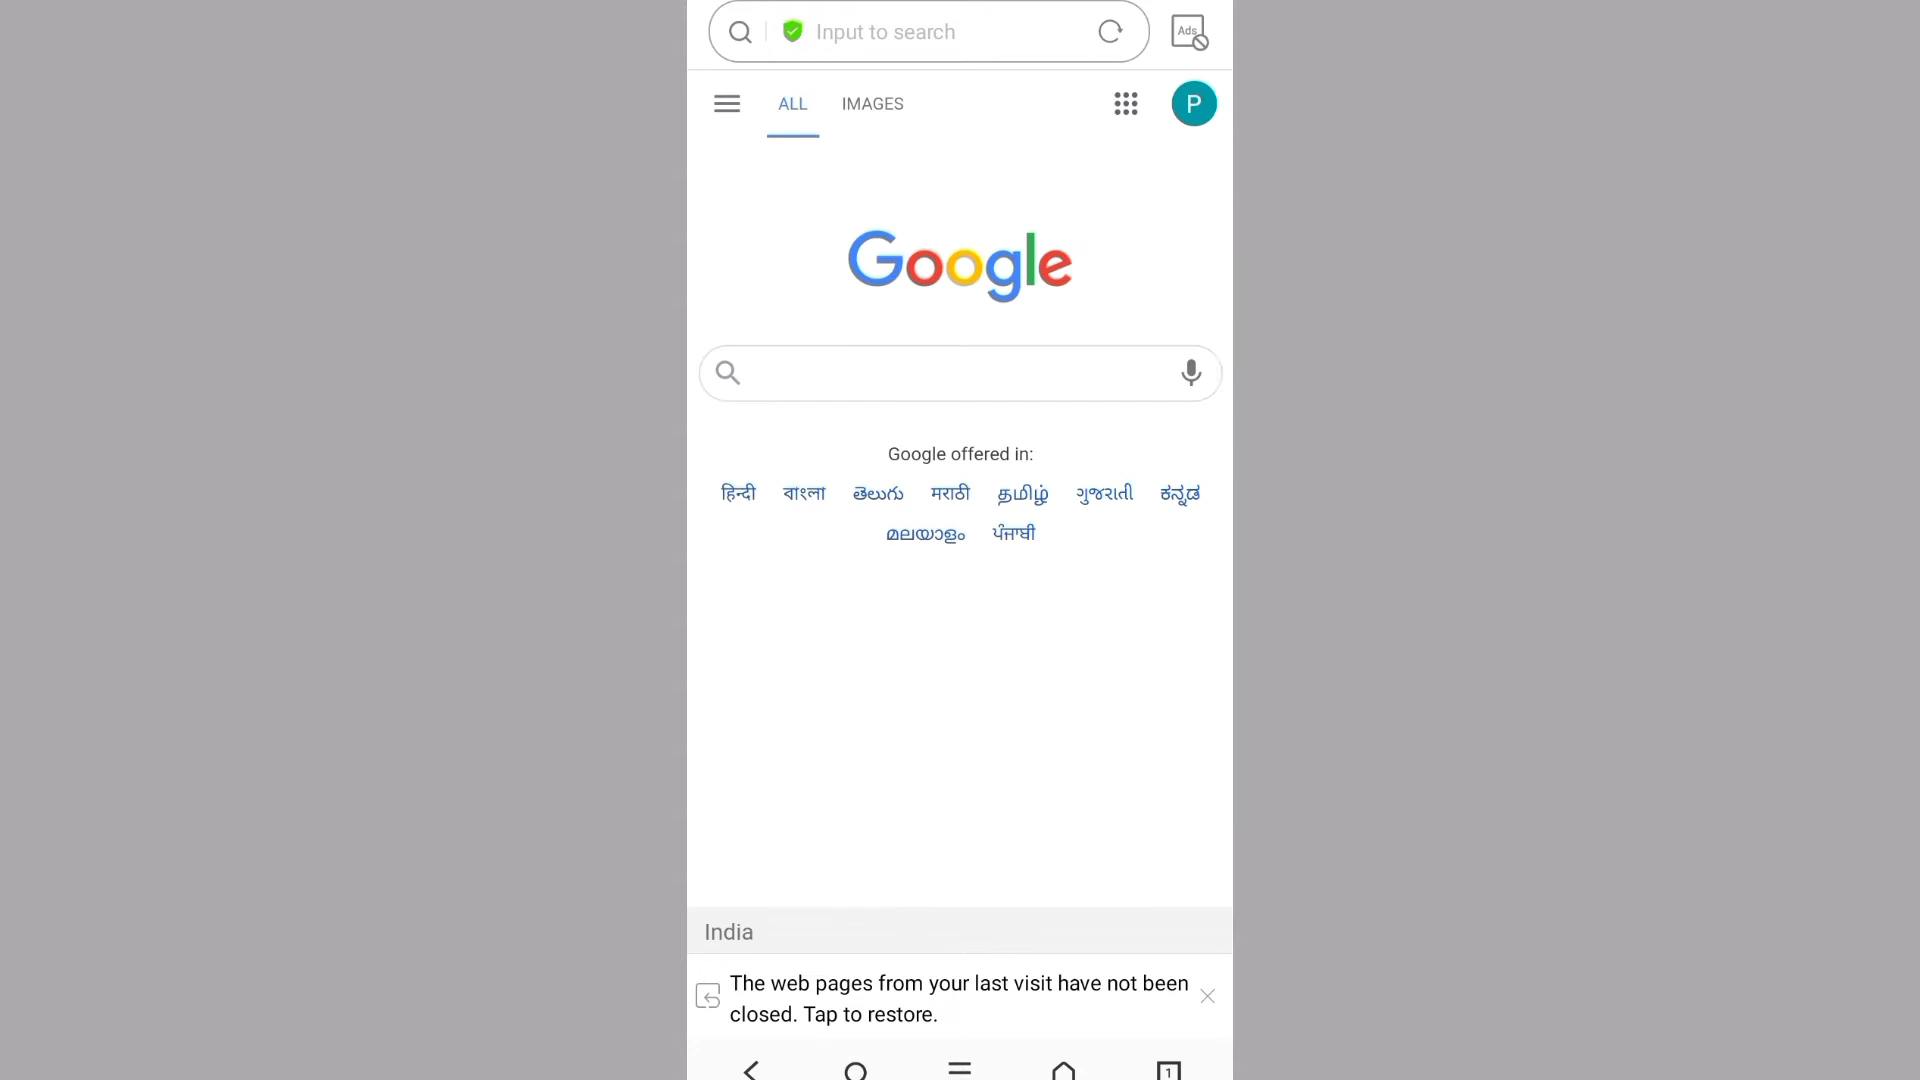 Input to search
Ads
ALL IMAGES
P
Google
Google offered in:
हिन्दी বাংলা తెలుగు मराठी தமிழ் ગુજરાતી ಕನ್ನಡ
മലയാളം ਪੰਜਾਬੀ
India
The web pages from your last visit have not been
closed. Tap to restore.
1